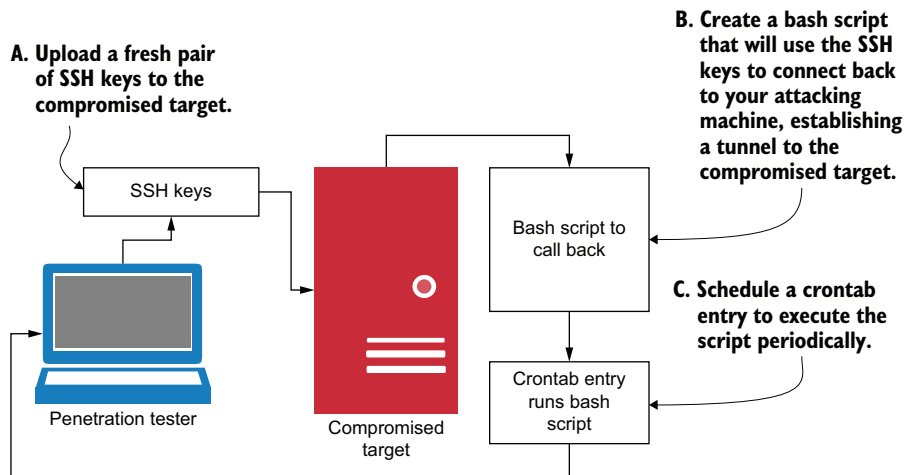 A. Upload a fresh pair
of SSH keys to the
compromised target.
B. Create a bash script
that will use the SSH
keys to connect back
to your attacking
machine, establishing
a tunnel to the
compromised target.
SSH keys
Bash script to
call back
C. Schedule a crontab
entry to execute the
script periodically.
Crontab entry
runs bash
script
Penetration tester
Compromised
target